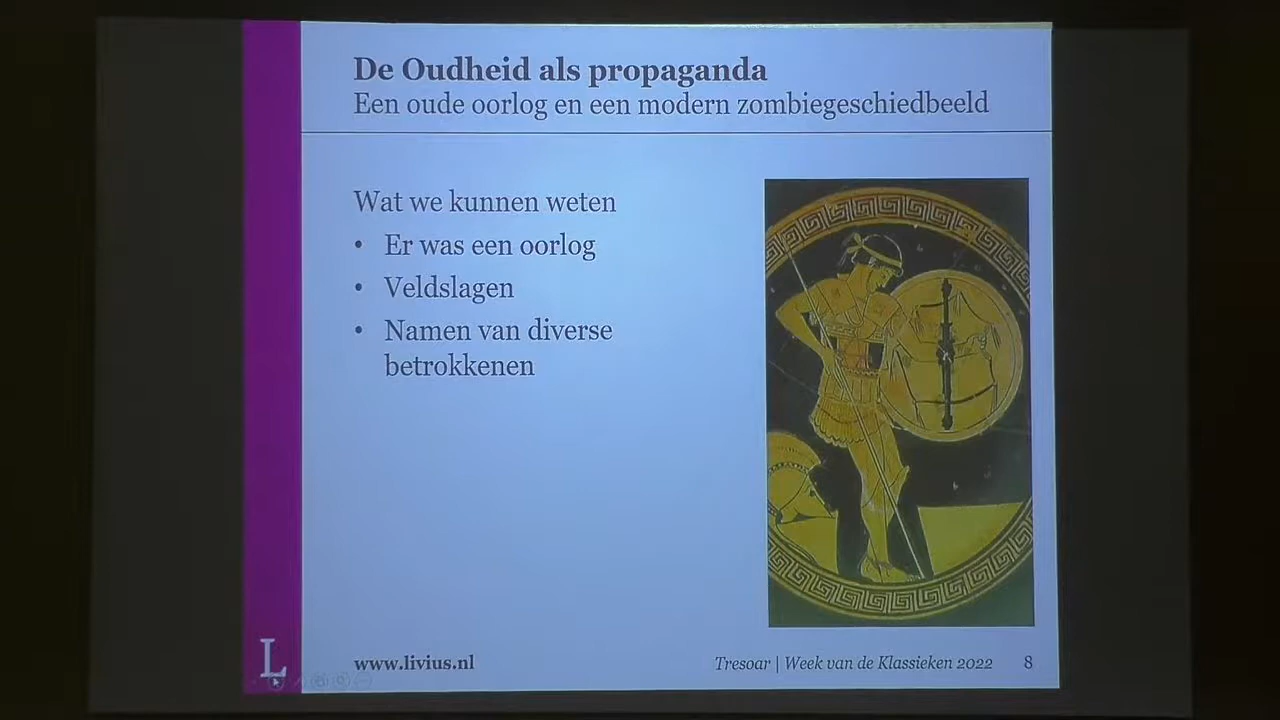 De Oudheid als propaganda
Een oude oorlog en een modern zombiegeschiedbeeld
Wat we kunnen weten
• Er was een oorlog
• Veldslagen
• Namen van diverse
betrokkenen
L
www.livius.nl
Tresoar | Week van de Klassieken 2022
8